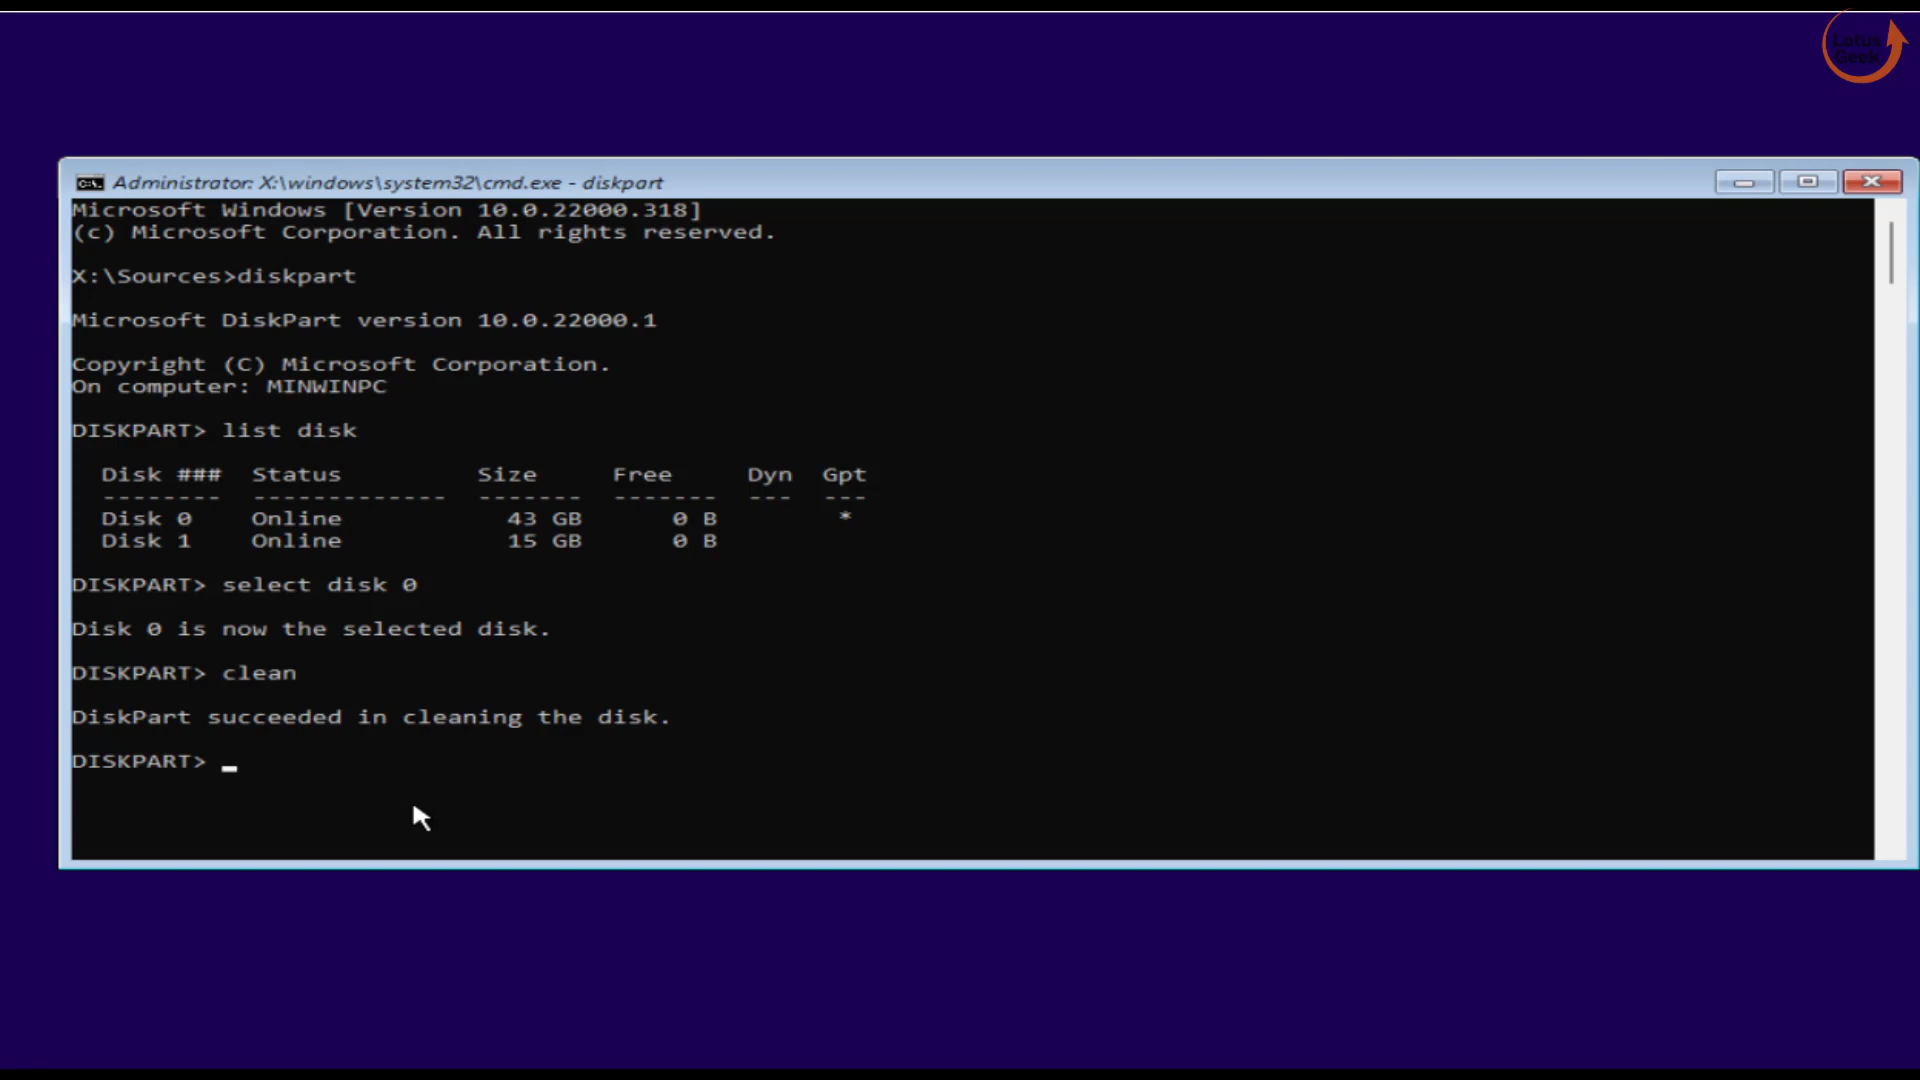 Lotus
Geek
Administrator: X:\windows\system32\cmd.exe - diskpart
Microsoft Windows [Version 10.0.22000.318]
(c) Microsoft Corporation. All rights reserved.
X:\Sources>diskpart
Microsoft DiskPart version 10.0.22000.1
Copyright (C) Microsoft Corporation.
On computer: MINWINPC
DISKPART> list disk
  Disk ###  Status         Size     Free     Dyn  Gpt
  --------  -------------  -------  -------  ---  ---
  Disk 0    Online           43 GB      0 B        *
  Disk 1    Online           15 GB      0 B
DISKPART> select disk 0
Disk 0 is now the selected disk.
DISKPART> clean
DiskPart succeeded in cleaning the disk.
DISKPART> _